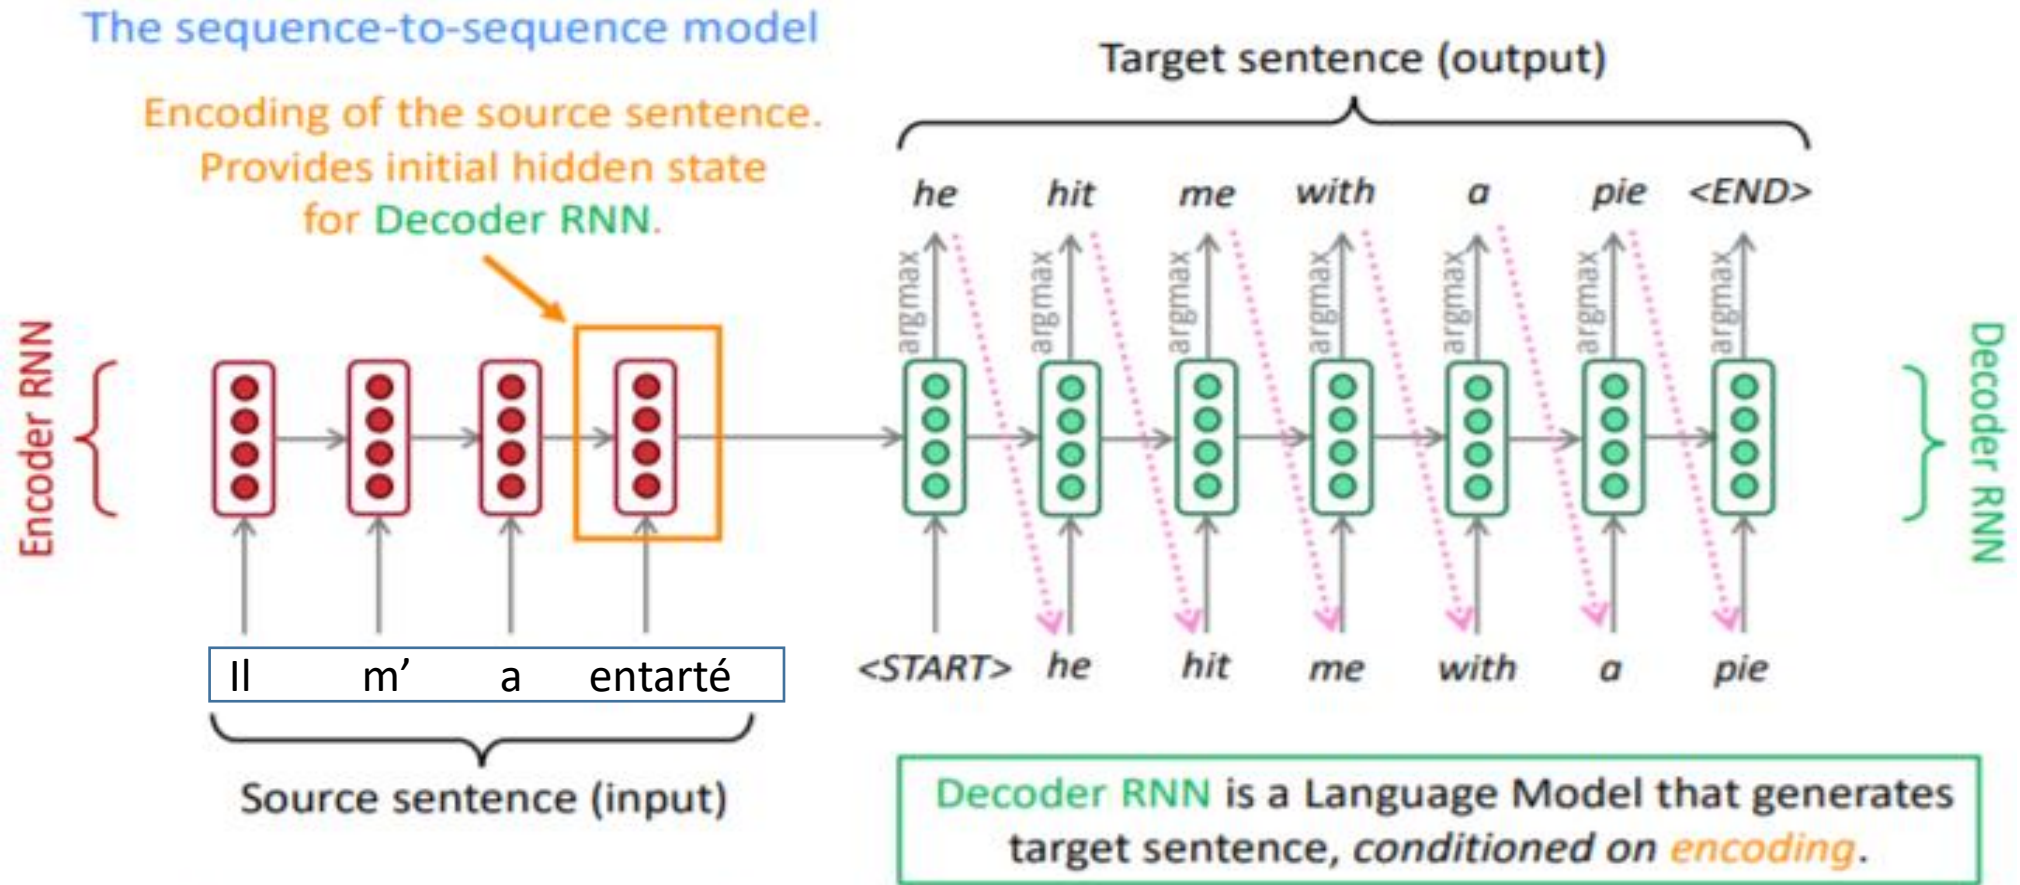 The sequence-to-sequence model
Encoding of the source sentence.
Provides initial hidden state
for Decoder RNN.
Target sentence (output)
he hit me with a pie <END>
argmax argmax argmax argmax argmax argmax argmax
Encoder RNN
Decoder RNN
Il m’ a entarté
<START> he hit me with a pie
Source sentence (input)
Decoder RNN is a Language Model that generates
target sentence, conditioned on encoding.